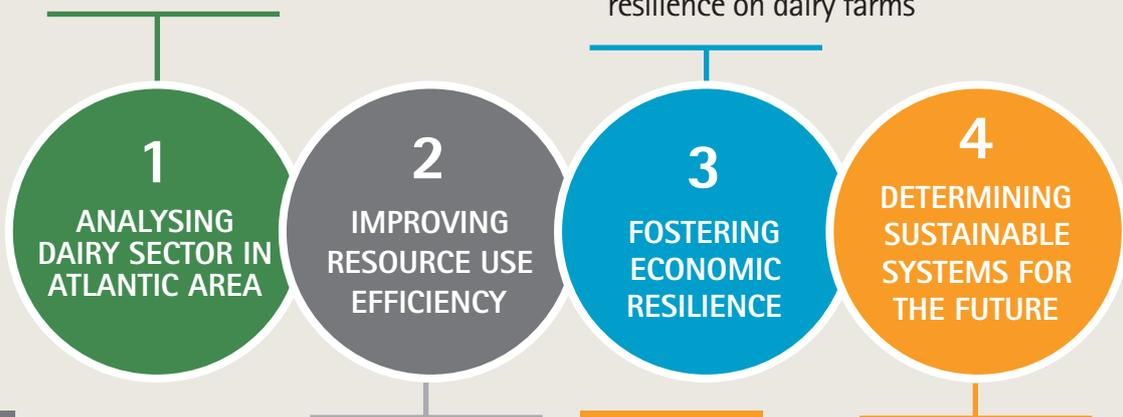 resilience on dairy farms
1
ANALYSING
DAIRY SECTOR IN
ATLANTIC AREA
2
IMPROVING
RESOURCE USE
EFFICIENCY
3
FOSTERING
ECONOMIC
RESILIENCE
4
DETERMINING
SUSTAINABLE
SYSTEMS FOR
THE FUTURE